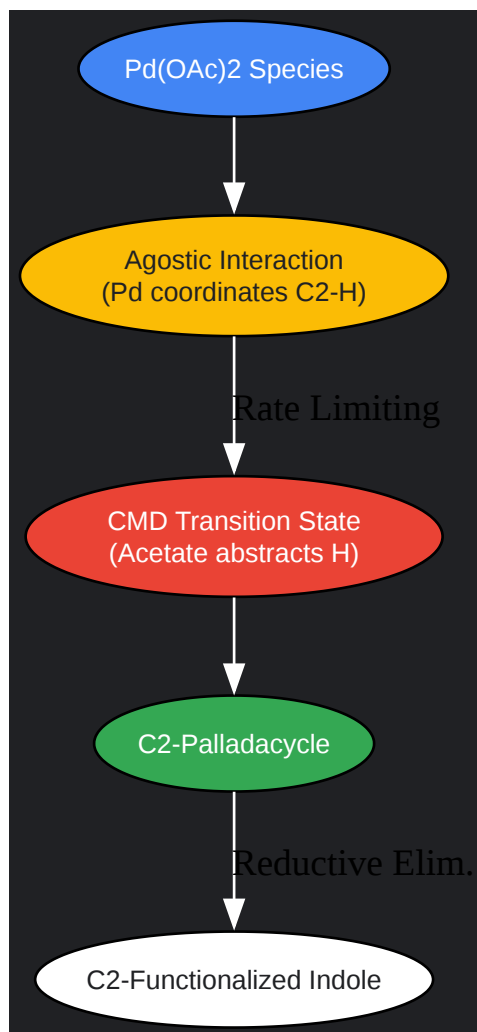 Pd(OAc)2 Species
Agostic Interaction
(Pd coordinates C2-H)
Rate Limiting
CMD Transition State
(Acetate abstracts H)
C2-Palladacycle
Reductive Elim.
C2-Functionalized Indole